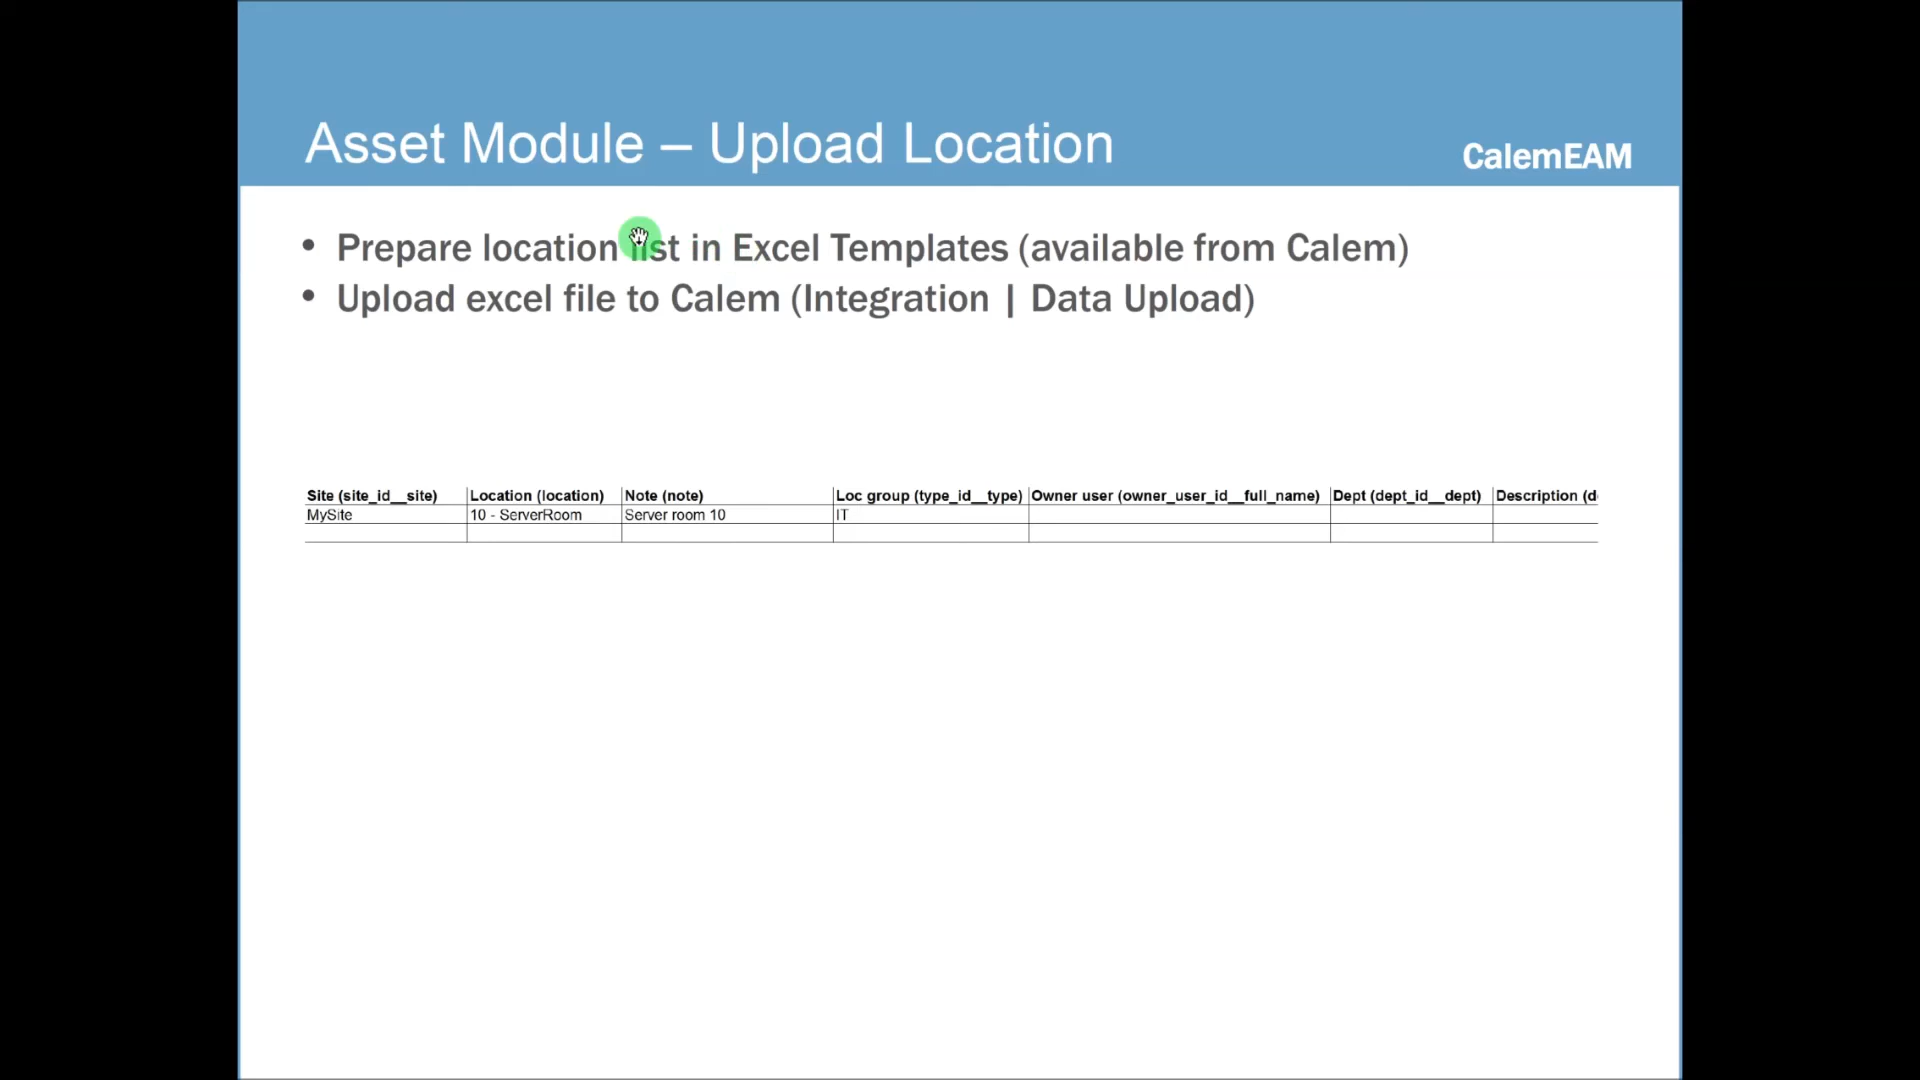 Asset Module – Upload Location
CalemEAM
• Prepare location list in Excel Templates (available from Calem)
• Upload excel file to Calem (Integration | Data Upload)
Site (site_id__site) Location (location) Note (note) Loc group (type_id__type) Owner user (owner_user_id__full_name) Dept (dept_id__dept) Description (d
MySite 10 - ServerRoom Server room 10 IT